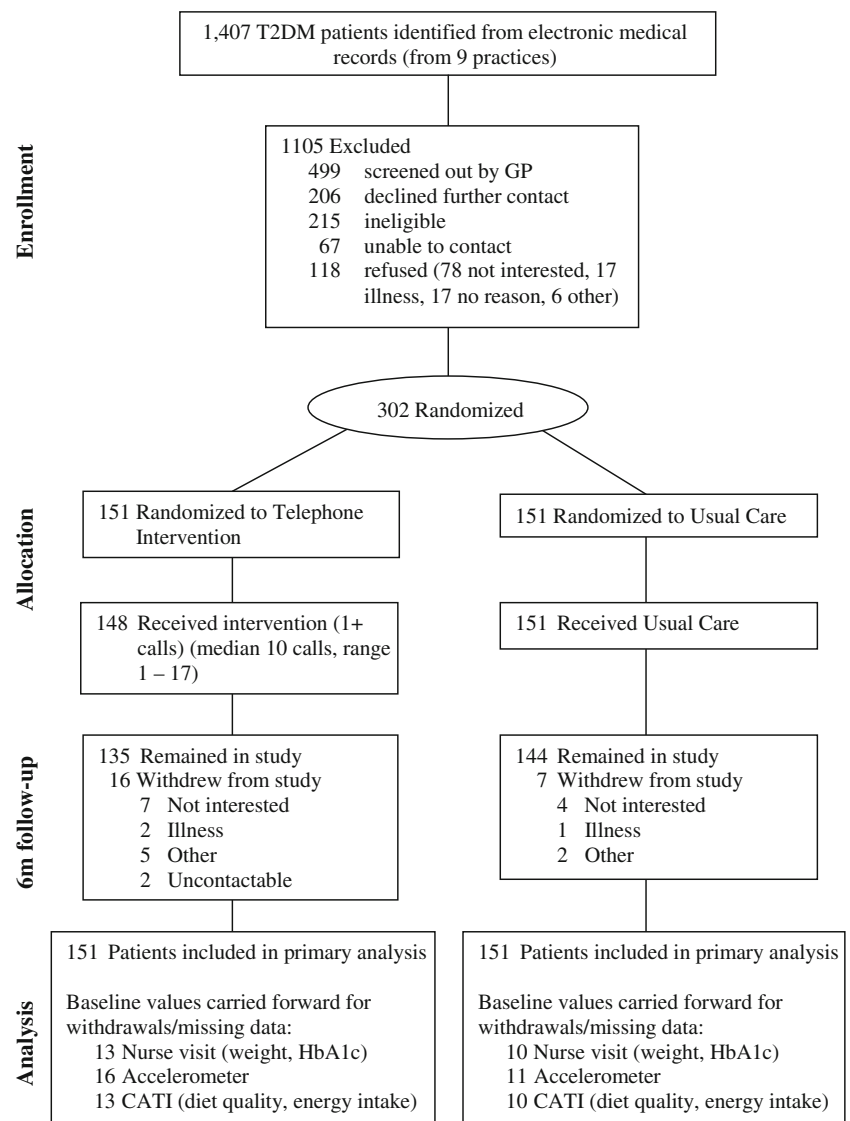 1,407 T2DM patients identified from electronic medical
records (from 9 practices)
Enrollment
1105 Excluded
499 screened out by GP
206 declined further contact
215 ineligible
67 unable to contact
118 refused (78 not interested, 17
illness, 17 no reason, 6 other)
302 Randomized
Allocation
151 Randomized to Telephone
Intervention
151 Randomized to Usual Care
148 Received intervention (1+
calls) (median 10 calls, range
1 – 17)
151 Received Usual Care
6m follow-up
135 Remained in study
16 Withdrew from study
7 Not interested
2 Illness
5 Other
2 Uncontactable
144 Remained in study
7 Withdrew from study
4 Not interested
1 Illness
2 Other
Analysis
151 Patients included in primary analysis
Baseline values carried forward for
withdrawals/missing data:
13 Nurse visit (weight, HbA1c)
16 Accelerometer
13 CATI (diet quality, energy intake)
151 Patients included in primary analysis
Baseline values carried forward for
withdrawals/missing data:
10 Nurse visit (weight, HbA1c)
11 Accelerometer
10 CATI (diet quality, energy intake)